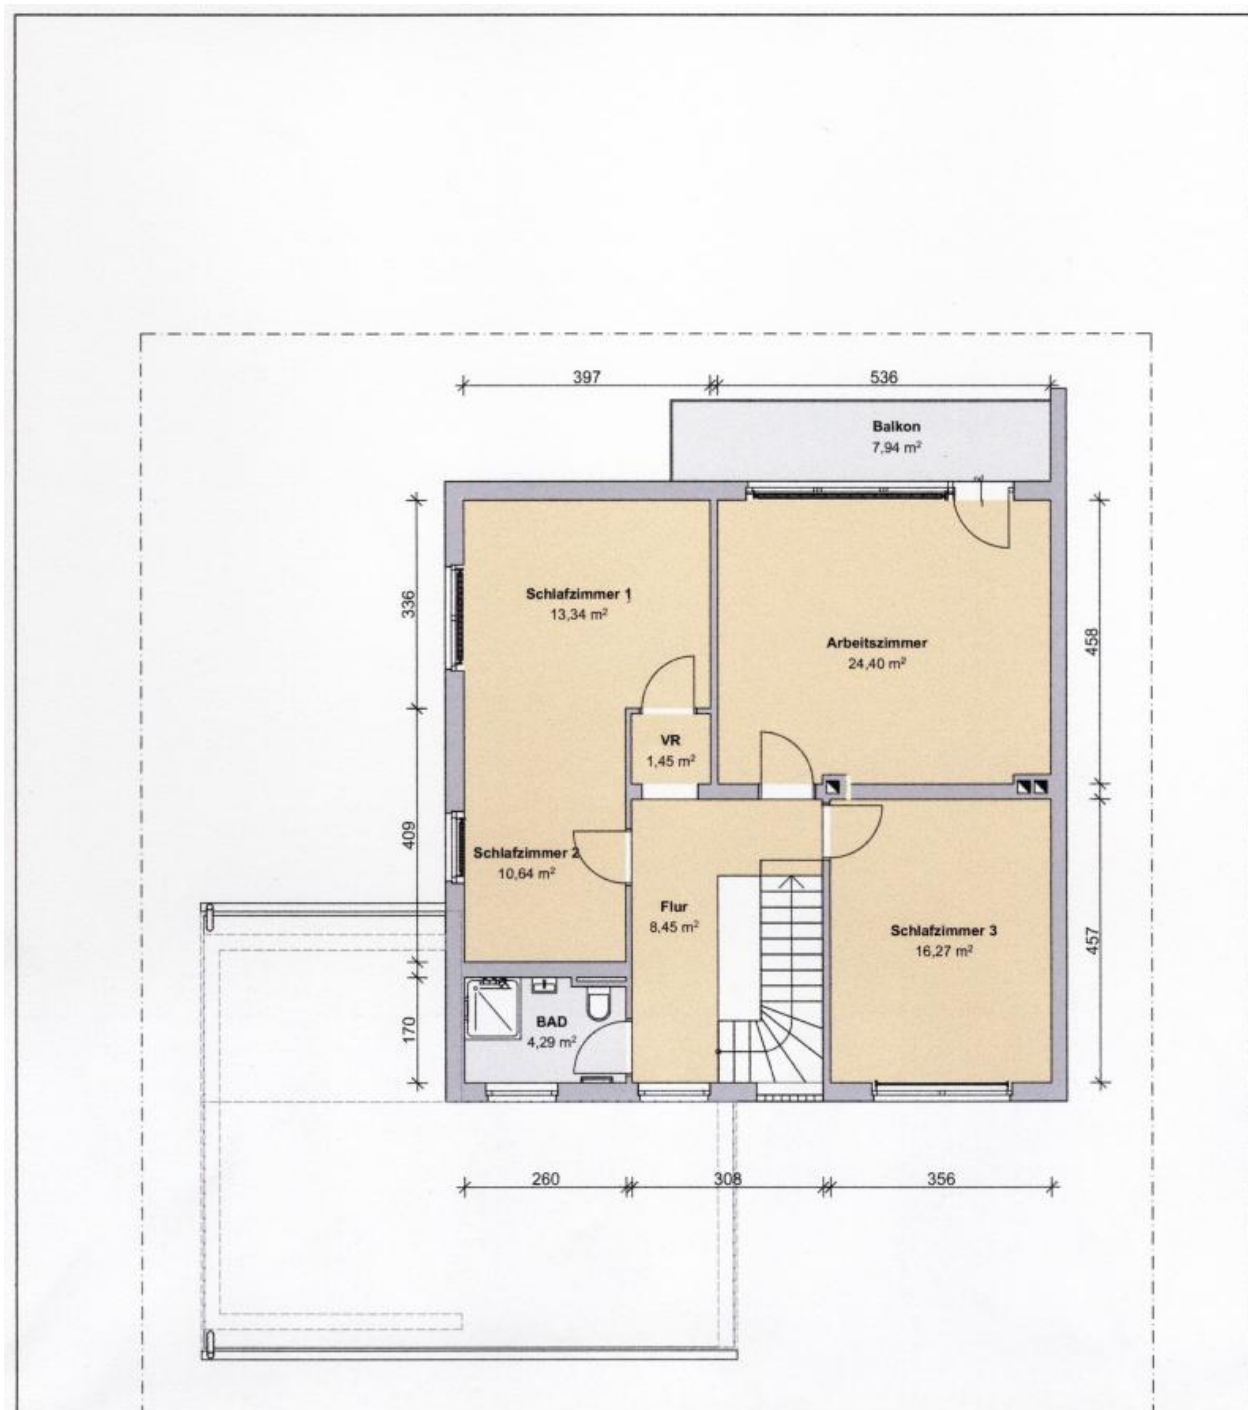 397
536
Balkon
7,94 m²
336
Schlafzimmer 1
13,34 m²
Arbeitszimmer
24,40 m²
458
VR
1,45 m²
409
Schlafzimmer 2
10,64 m²
Flur
8,45 m²
Schlafzimmer 3
16,27 m²
457
BAD
4,29 m²
170
260
308
356